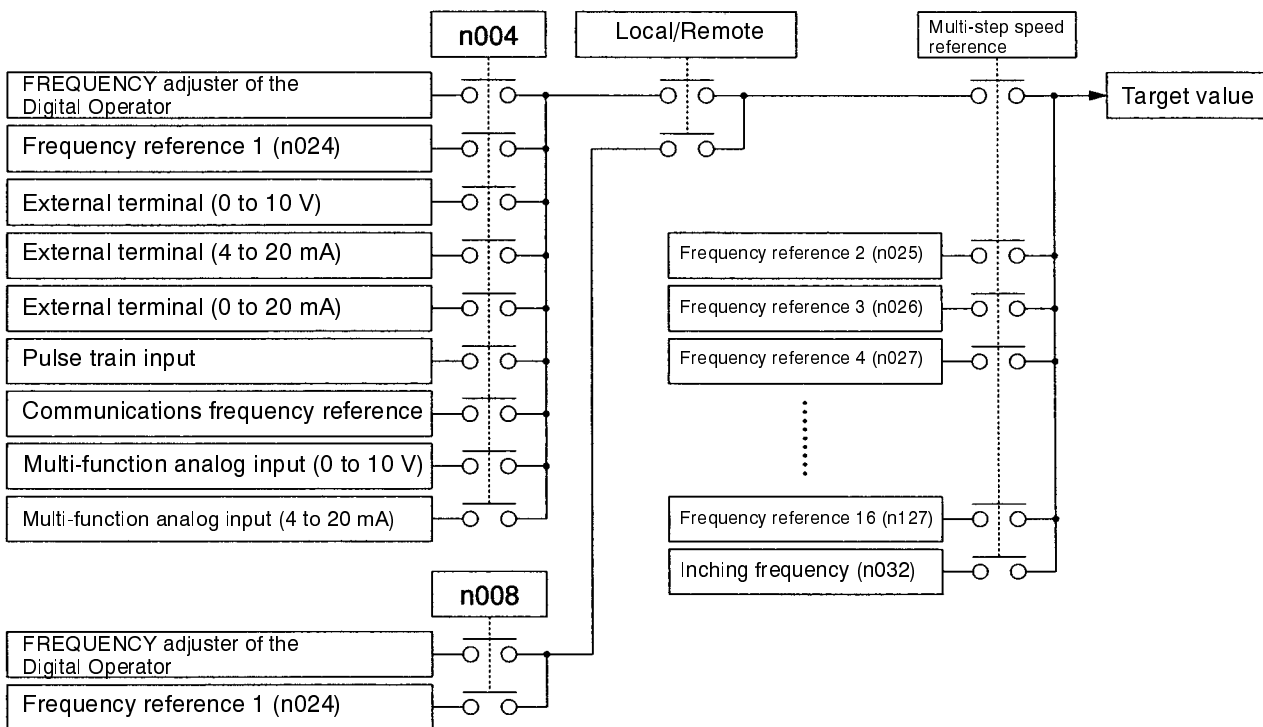 n004
Local/Remote
Multi-step speed
reference
FREQUENCY adjuster of the
Digital Operator
Target value
Frequency reference 1 (n024)
External terminal (0 to 10 V)
External terminal (4 to 20 mA)
Frequency reference 2 (n025)
External terminal (0 to 20 mA)
Frequency reference 3 (n026)
Pulse train input
Frequency reference 4 (n027)
Communications frequency reference
Multi-function analog input (0 to 10 V)
Multi-function analog input (4 to 20 mA)
Frequency reference 16 (n127)
Inching frequency (n032)
n008
FREQUENCY adjuster of the
Digital Operator
Frequency reference 1 (n024)